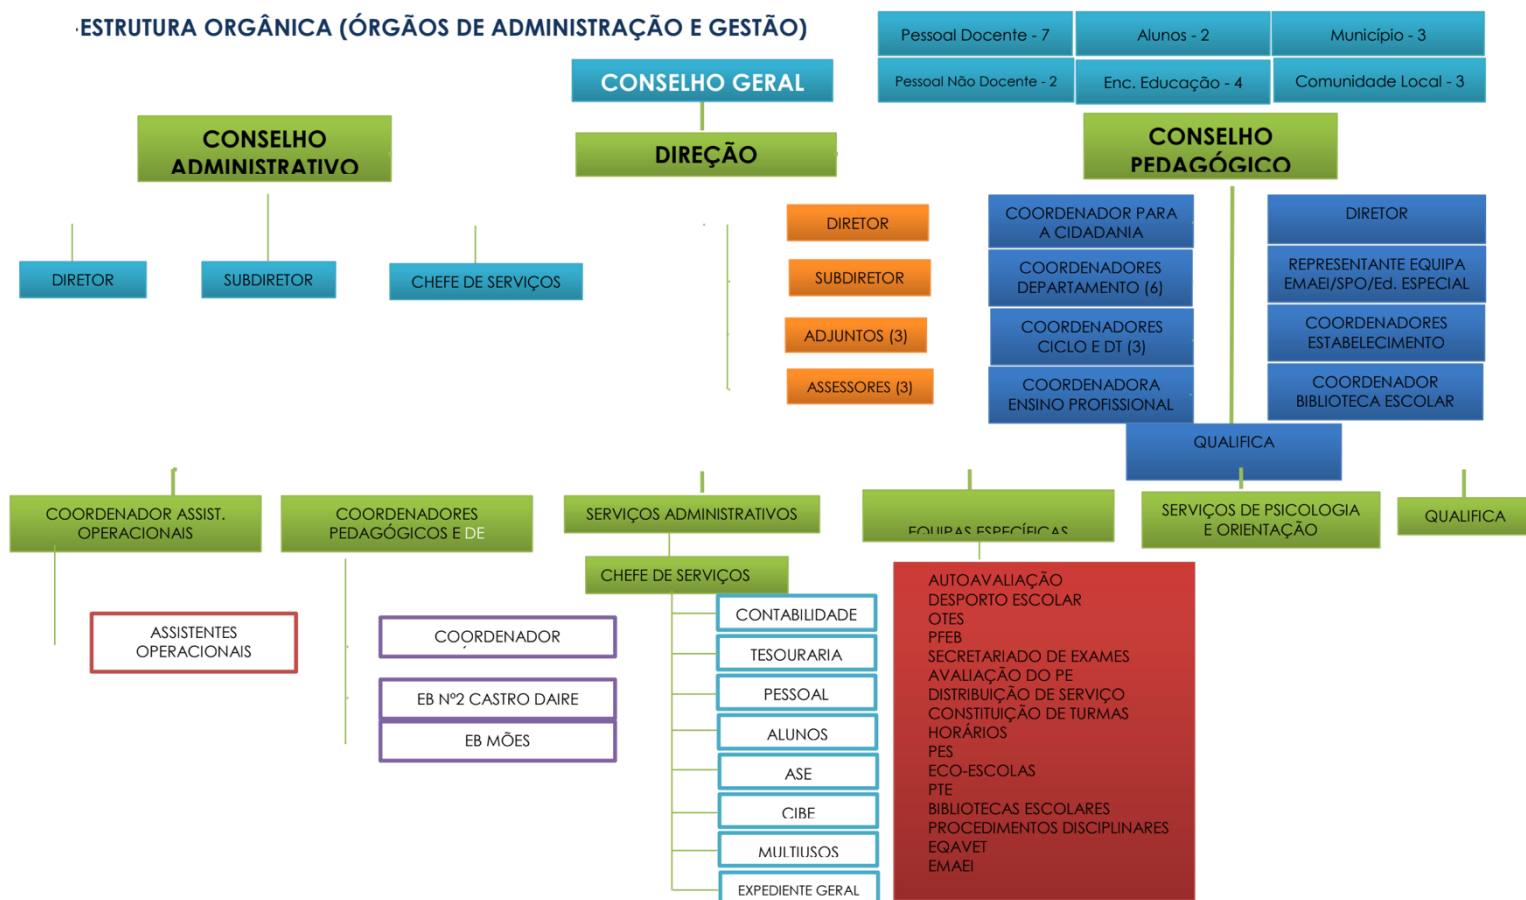 ESTRUTURA ORGÂNICA (ÓRGÃOS DE ADMINISTRAÇÃO E GESTÃO)
Pessoal Docente - 7
Alunos - 2
Município - 3
Pessoal Não Docente - 2
Enc. Educação - 4
Comunidade Local - 3
CONSELHO GERAL
CONSELHO
ADMINISTRATIVO
DIREÇÃO
CONSELHO
PEDAGÓGICO
DIRETOR
SUBDIRETOR
CHEFE DE SERVIÇOS
DIRETOR
SUBDIRETOR
ADJUNTOS (3)
ASSESSORES (3)
COORDENADOR PARA
A CIDADANIA
COORDENADORES
DEPARTAMENTO (6)
COORDENADORES
CICLO E DT (3)
COORDENADORA
ENSINO PROFISSIONAL
DIRETOR
REPRESENTANTE EQUIPA
EMAEI/SPO/Ed. ESPECIAL
COORDENADORES
ESTABELECIMENTO
COORDENADOR
BIBLIOTECA ESCOLAR
QUALIFICA
COORDENADOR ASSIST.
OPERACIONAIS
COORDENADORES
PEDAGÓGICOS E DE
SERVIÇOS ADMINISTRATIVOS
EQUIPAS ESPECÍFICAS
SERVIÇOS DE PSICOLOGIA
E ORIENTAÇÃO
QUALIFICA
ASSISTENTES
OPERACIONAIS
COORDENADOR
EB Nº2 CASTRO DAIRE
EB MÕES
CHEFE DE SERVIÇOS
CONTABILIDADE
TESOURARIA
PESSOAL
ALUNOS
ASE
CIBE
MULTIUSOS
EXPEDIENTE GERAL
AUTOAVALIAÇÃO
DESPORTO ESCOLAR
OTES
PFEB
SECRETARIADO DE EXAMES
AVALIAÇÃO DO PE
DISTRIBUIÇÃO DE SERVIÇO
CONSTITUIÇÃO DE TURMAS
HORÁRIOS
PES
ECO-ESCOLAS
PTE
BIBLIOTECAS ESCOLARES
PROCEDIMENTOS DISCIPLINARES
EQAVET
EMAEI